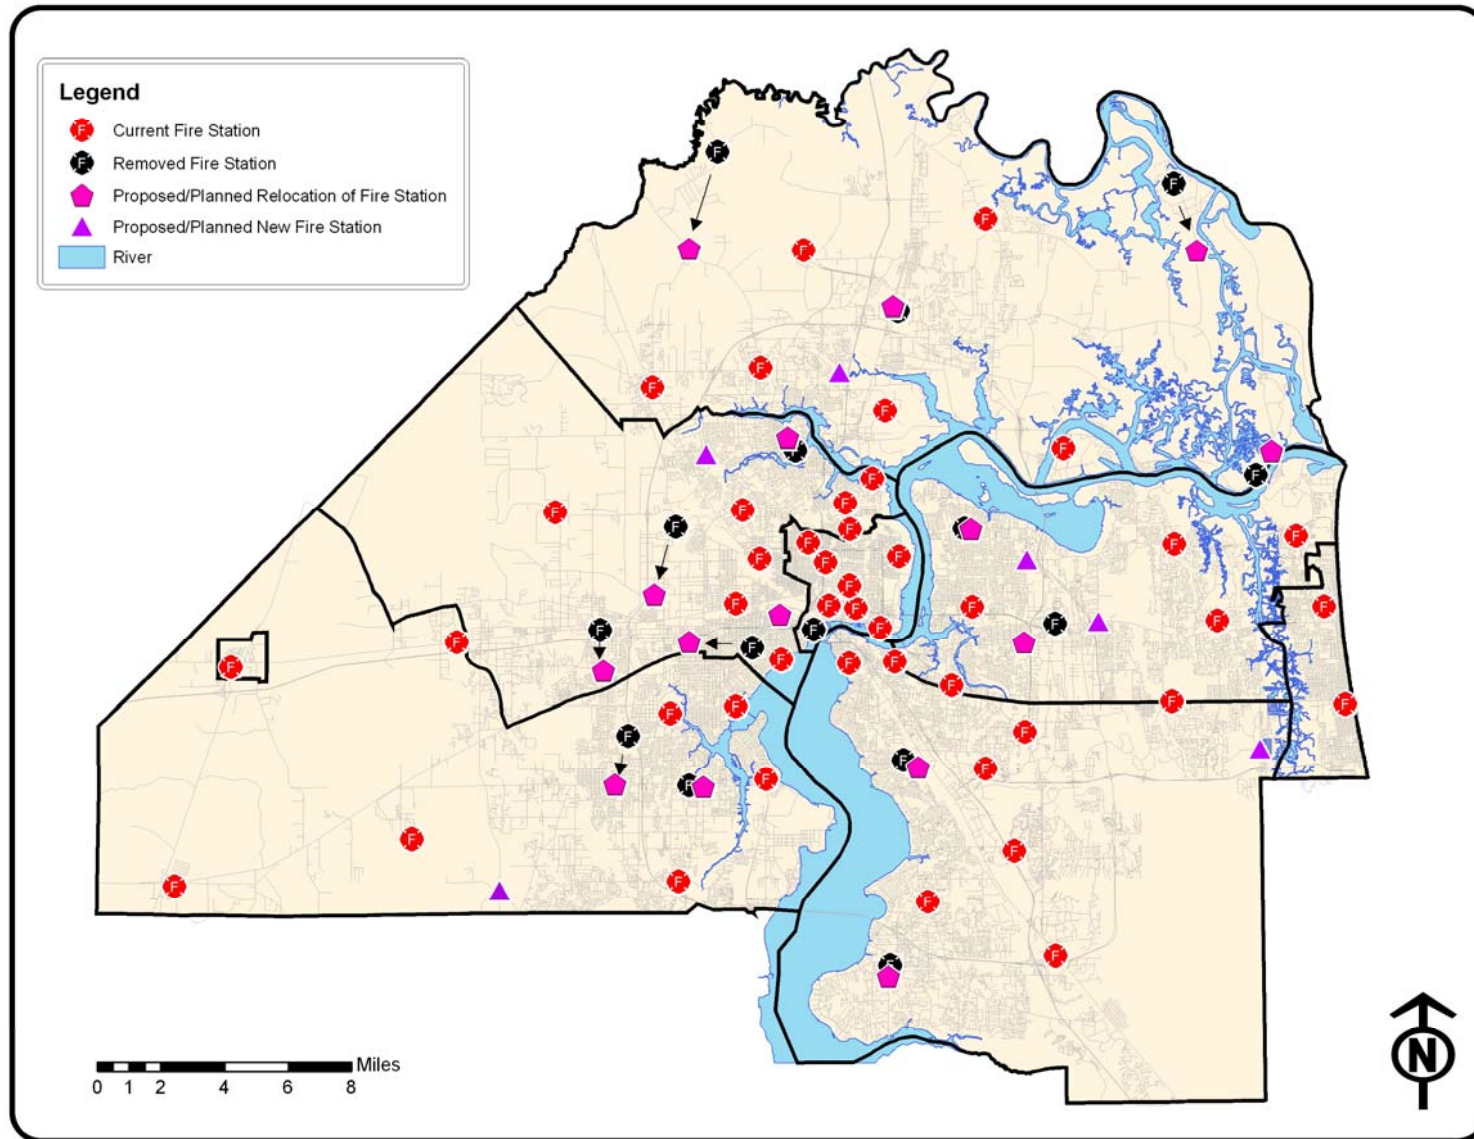 Legend
F Current Fire Station
F Removed Fire Station
Proposed/Planned Relocation of Fire Station
Proposed/Planned New Fire Station
River
Miles
0 1 2 4 6 8
N